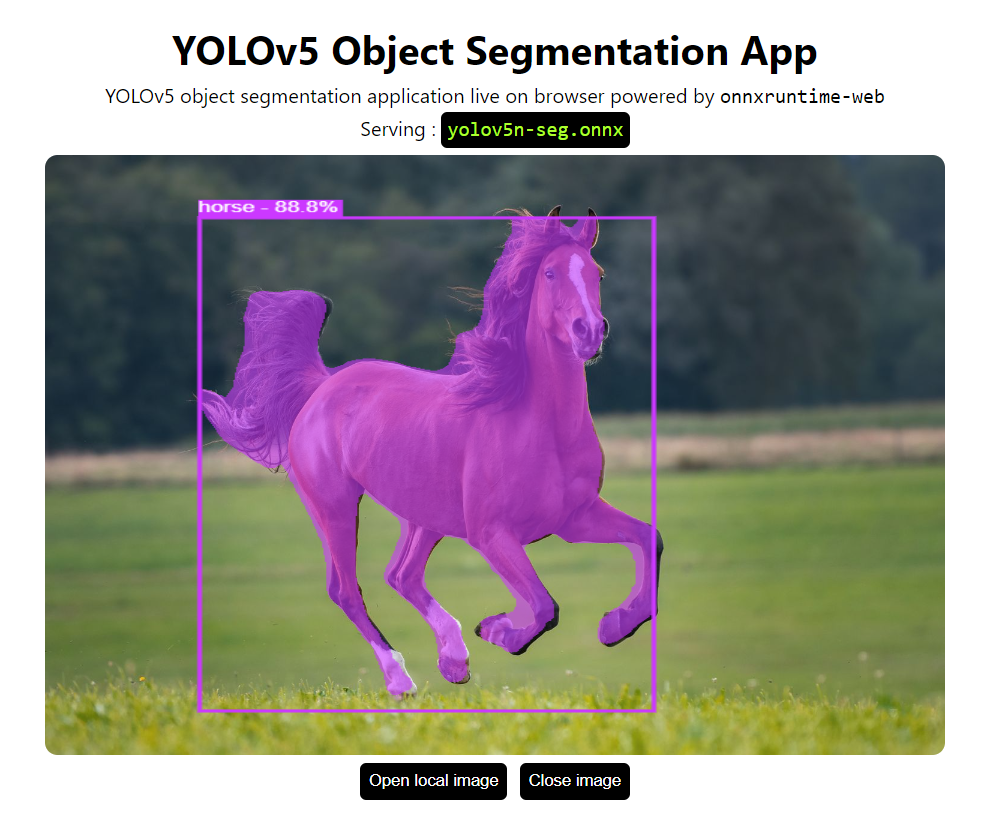 YOLOv5 Object Segmentation App
YOLOv5 object segmentation application live on browser powered by onnxruntime-web
Serving : yolov5n-seg.onnx
horse - 88.8%
Open local image Close image